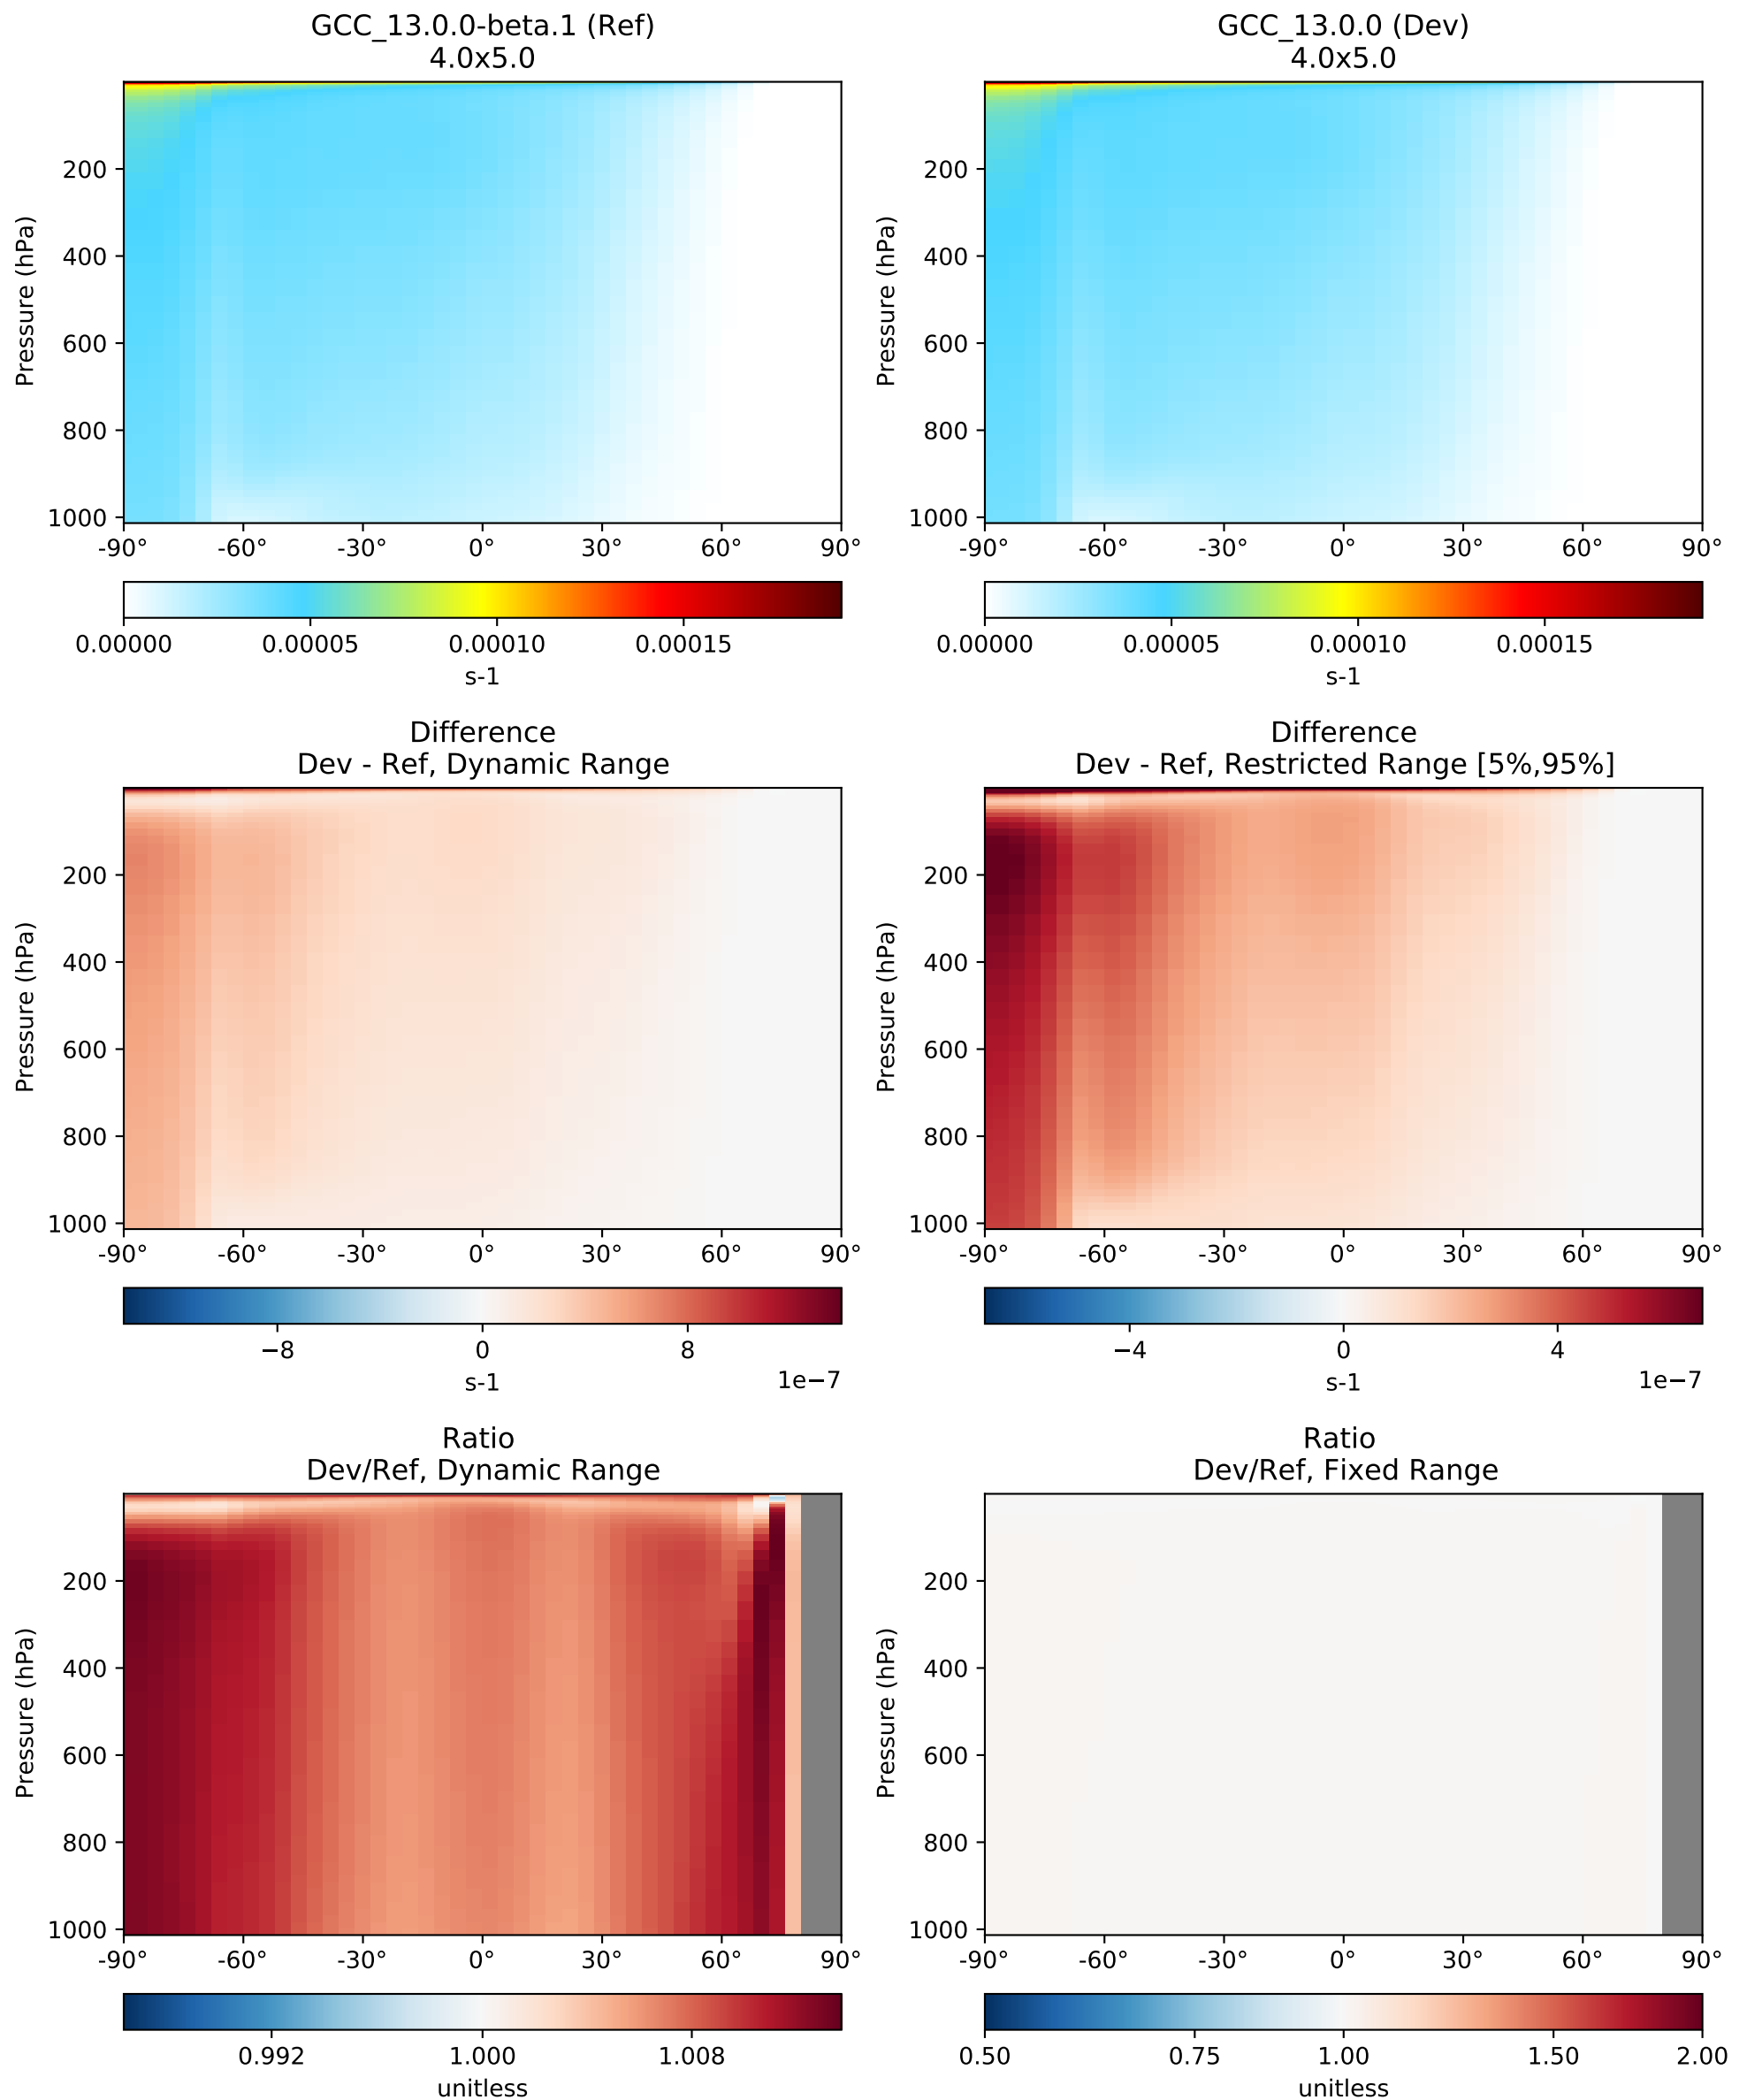 GCC_13.0.0-beta.1 (Ref)
4.0x5.0
Pressure (hPa)
200
400
600
800
1000
-90° -60° -30° 0° 30° 60° 90°
0.00000 0.00005 0.00010 0.00015
s-1
GCC_13.0.0 (Dev)
4.0x5.0
Pressure (hPa)
200
400
600
800
1000
-90° -60° -30° 0° 30° 60° 90°
0.00000 0.00005 0.00010 0.00015
s-1
Difference
Dev - Ref, Dynamic Range
Pressure (hPa)
200
400
600
800
1000
-90° -60° -30° 0° 30° 60° 90°
−8 0 8
s-1 1e−7
Difference
Dev - Ref, Restricted Range [5%,95%]
Pressure (hPa)
200
400
600
800
1000
-90° -60° -30° 0° 30° 60° 90°
−4 0 4
s-1 1e−7
Ratio
Dev/Ref, Dynamic Range
Pressure (hPa)
200
400
600
800
1000
-90° -60° -30° 0° 30° 60° 90°
0.992 1.000 1.008
unitless
Ratio
Dev/Ref, Fixed Range
Pressure (hPa)
200
400
600
800
1000
-90° -60° -30° 0° 30° 60° 90°
0.50 0.75 1.00 1.50 2.00
unitless